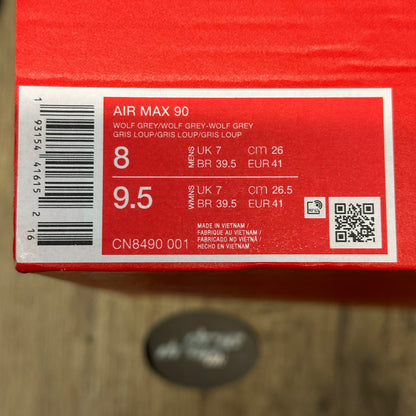 AIR MAX 90
WOLF GREY/WOLF GREY-WOLF GREY
GRIS LOUP/GRIS LOUP/GRIS LOUP
8 MENS UK 7 cm 26
BR 39.5 EUR 41
9.5 WMNS UK 7 cm 26.5
BR 39.5 EUR 41
CN8490 001
MADE IN VIETNAM /
FABRIQUE AU VIETNAM /
FABRICADO NO VIETNÃ /
HECHO EN VIETNAM
1 93154 41615 2 16